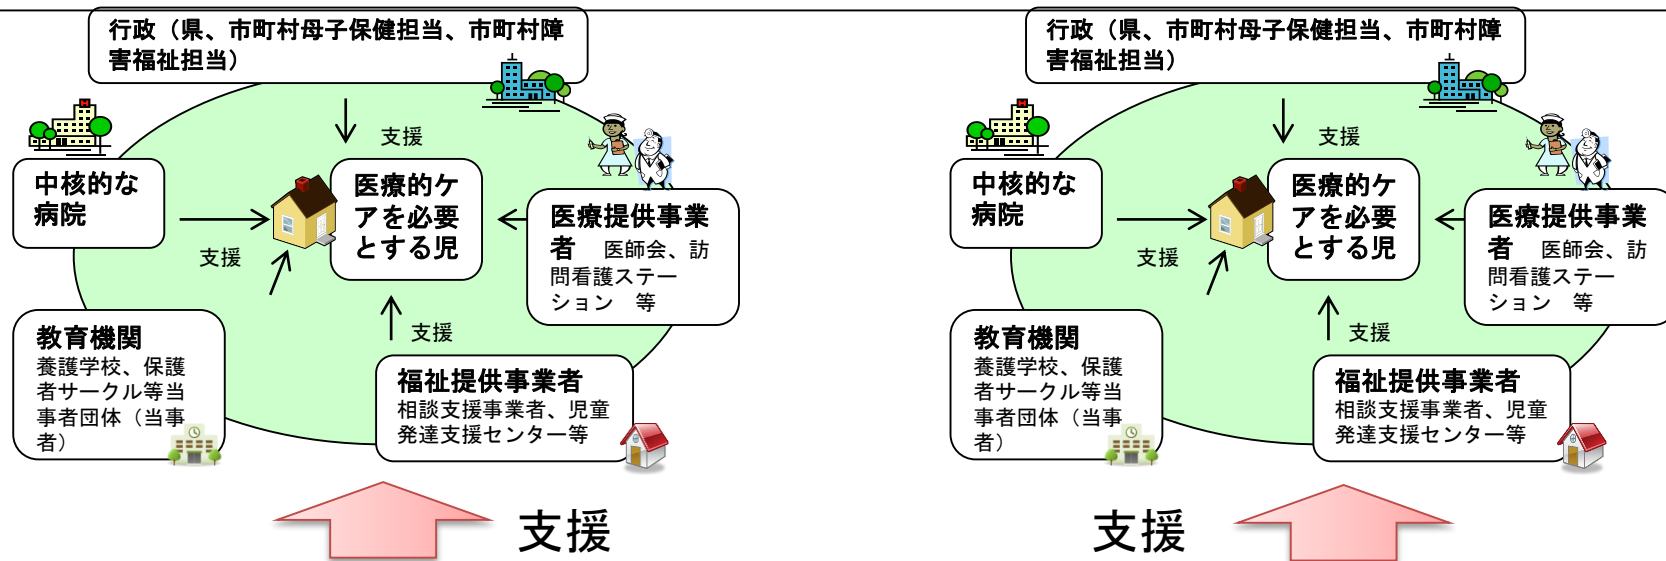 行政（県、市町村母子保健担当、市町村障
害福祉担当）
支援
中核的な
病院
医療的ケ
アを必要
とする児
支援
医療提供事業
者　医師会、訪
問看護ステー
ション　等
教育機関
養護学校、保護
者サークル等当
事者団体（当事
者）
支援
福祉提供事業者
相談支援事業者、児童
発達支援センター等
支援
行政（県、市町村母子保健担当、市町村障
害福祉担当）
支援
中核的な
病院
医療的ケ
アを必要
とする児
支援
医療提供事業
者　医師会、訪
問看護ステー
ション　等
教育機関
養護学校、保護
者サークル等当
事者団体（当事
者）
支援
福祉提供事業者
相談支援事業者、児童
発達支援センター等
支援